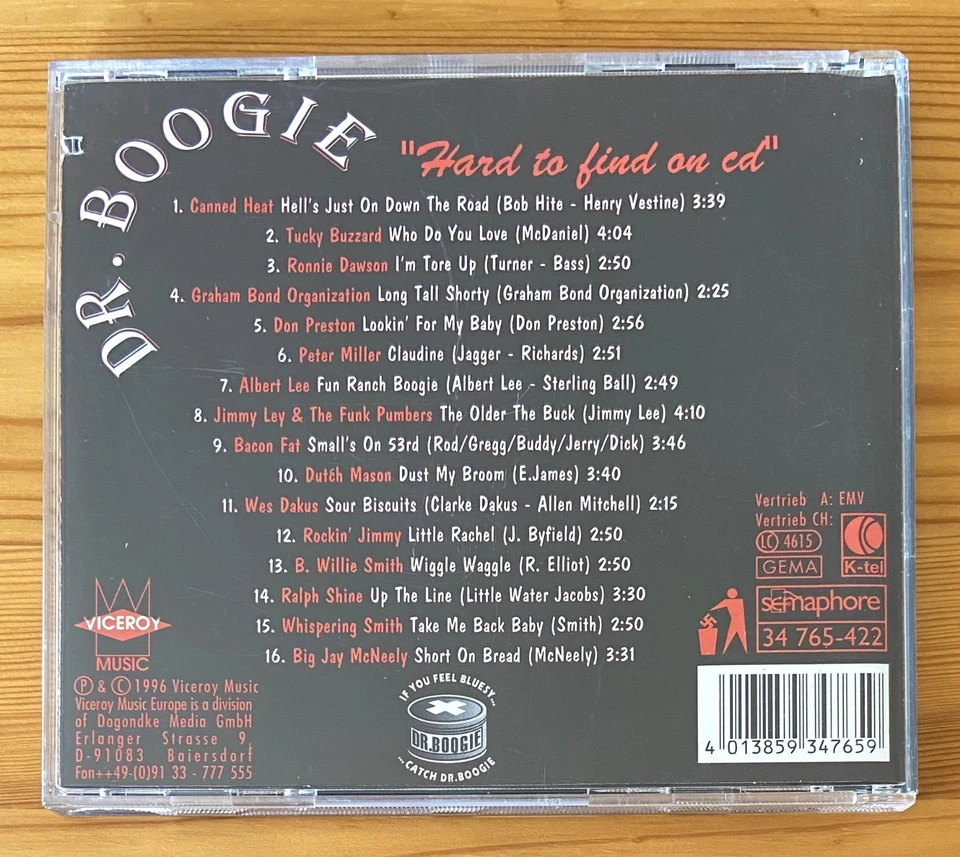 DR. BOOGIE
"Hard to find on cd"
1. Canned Heat Hell's Just On Down The Road (Bob Hite - Henry Vestine) 3:39
2. Tucky Buzzard Who Do You Love (McDaniel) 4:04
3. Ronnie Dawson I'm Tore Up (Turner - Bass) 2:50
4. Graham Bond Organization Long Tall Shorty (Graham Bond Organization) 2:25
5. Don Preston Lookin' For My Baby (Don Preston) 2:56
6. Peter Miller Claudine (Jagger - Richards) 2:51
7. Albert Lee Fun Ranch Boogie (Albert Lee - Sterling Ball) 2:49
8. Jimmy Ley & The Funk Pumbers The Older The Buck (Jimmy Lee) 4:10
9. Bacon Fat Small's On 53rd (Rod/Gregg/Buddy/Jerry/Dick) 3:46
10. Dutch Mason Dust My Broom (E.James) 3:40
11. Wes Dakus Sour Biscuits (Clarke Dakus - Allen Mitchell) 2:15
12. Rockin' Jimmy Little Rachel (J. Byfield) 2:50
13. B. Willie Smith Wiggle Waggle (R. Elliot) 2:50
14. Ralph Shine Up The Line (Little Water Jacobs) 3:30
15. Whispering Smith Take Me Back Baby (Smith) 2:50
16. Big Jay McNeely Short On Bread (McNeely) 3:31
Vertrieb A: EMV
Vertrieb CH:
LC 4615
GEMA
K-tel
semaphore
34 765-422
VICEROY
MUSIC
Ⓟ & Ⓒ 1996 Viceroy Music
Viceroy Music Europe is a division
of Dogondke Media GmbH
Erlanger Strasse 9,
D-91083 Baiersdorf
Fon++49-(0)91 33 - 777 555
IF YOU FEEL BLUESY...
DR.BOOGIE
...CATCH DR.BOOGIE
4 013859 347659